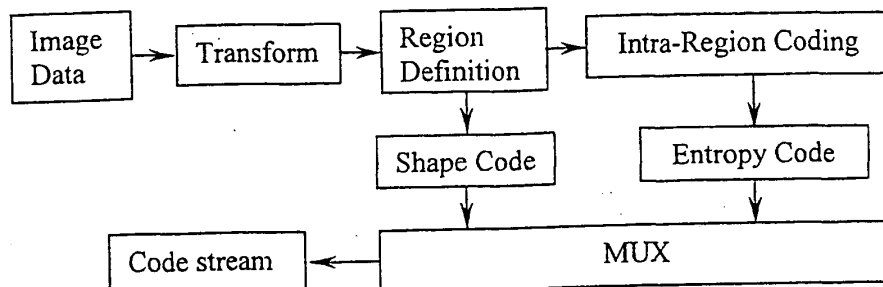 Image
Data
Transform
Region
Definition
Intra-Region Coding
Shape Code
Entropy Code
Code stream
MUX